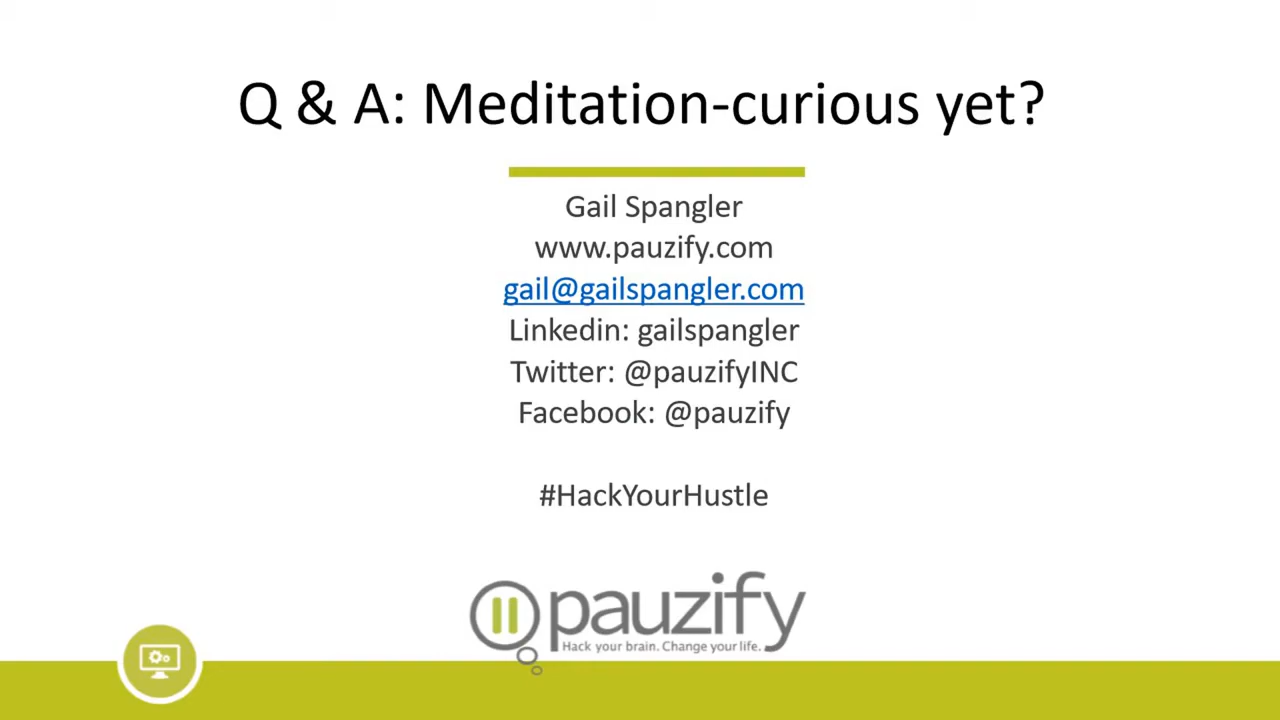 Q & A: Meditation-curious yet?
Gail Spangler
www.pauzify.com
gail@gailspangler.com
Linkedin: gailspangler
Twitter: @pauzifyINC
Facebook: @pauzify
#HackYourHustle
pauzify
Hack your brain. Change your life.